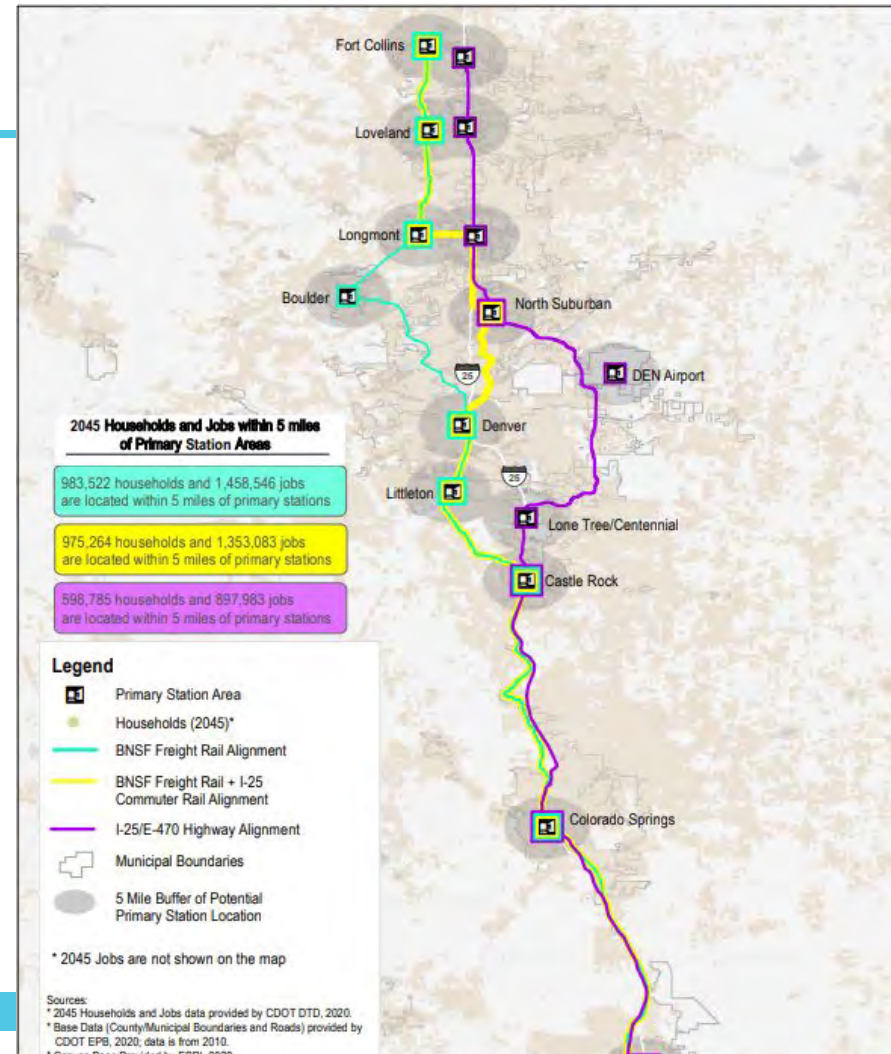 Fort Collins
Loveland
Longmont
Boulder
North Suburban
DEN Airport
25
Denver
2045 Households and Jobs within 5 miles
of Primary Station Areas
983,522 households and 1,458,546 jobs
are located within 5 miles of primary stations
975,264 households and 1,353,083 jobs
are located within 5 miles of primary stations
598,785 households and 897,983 jobs
are located within 5 miles of primary stations
25
Littleton
Lone Tree/Centennial
Castle Rock
Colorado Springs
Legend
Primary Station Area
Households (2045)*
BNSF Freight Rail Alignment
BNSF Freight Rail + I-25
Commuter Rail Alignment
I-25/E-470 Highway Alignment
Municipal Boundaries
5 Mile Buffer of Potential
Primary Station Location
* 2045 Jobs are not shown on the map
Sources:
* 2045 Households and Jobs data provided by CDOT DTD, 2020.
* Base Data (County/Municipal Boundaries and Roads) provided by
CDOT EPB, 2020; data is from 2010.